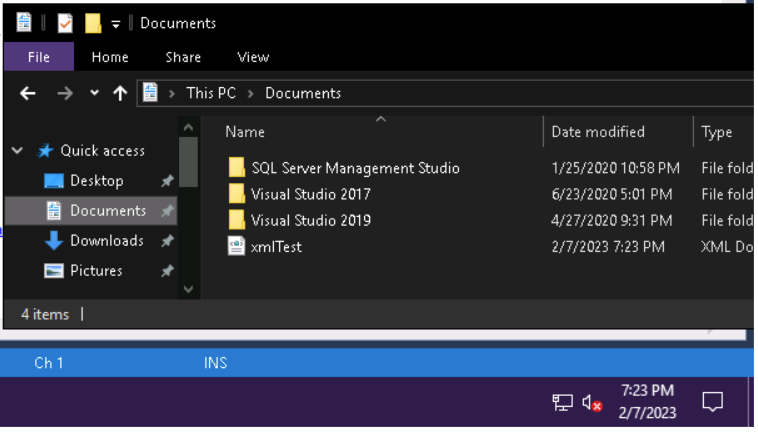 Documents
File Home Share View
This PC > Documents
Name Date modified Type
Quick access
Desktop
Documents
Downloads
Pictures
SQL Server Management Studio 1/25/2020 10:58 PM File fold
Visual Studio 2017 6/23/2020 5:01 PM File fold
Visual Studio 2019 4/27/2020 9:31 PM File fold
xmlTest 2/7/2023 7:23 PM XML Do
4 items
Ch 1 INS
7:23 PM
2/7/2023